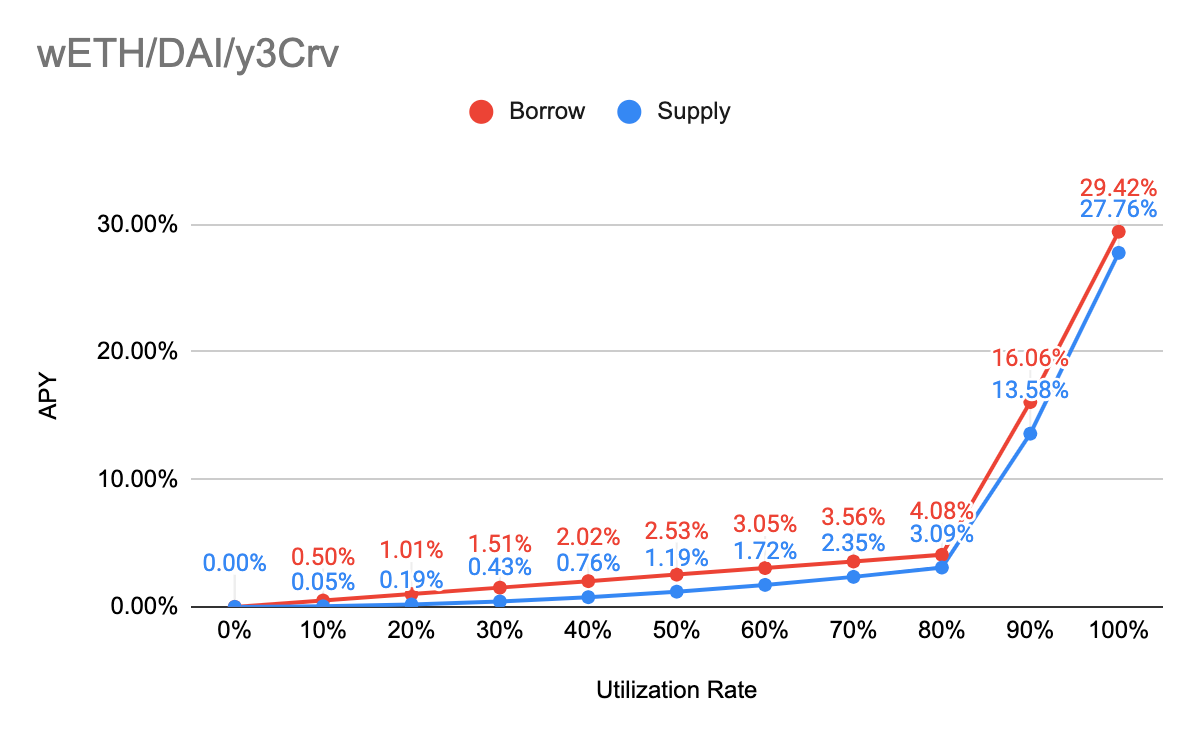 wETH/DAI/y3Crv
Borrow Supply
29.42%
27.76%
30.00%
20.00%
16.06%
13.58%
APY
10.00%
0.00% 0.50% 1.01% 1.51% 2.02% 2.53% 3.05% 3.56% 4.08%
0.05% 0.19% 0.43% 0.76% 1.19% 1.72% 2.35% 3.09%
0.00%
0% 10% 20% 30% 40% 50% 60% 70% 80% 90% 100%
Utilization Rate